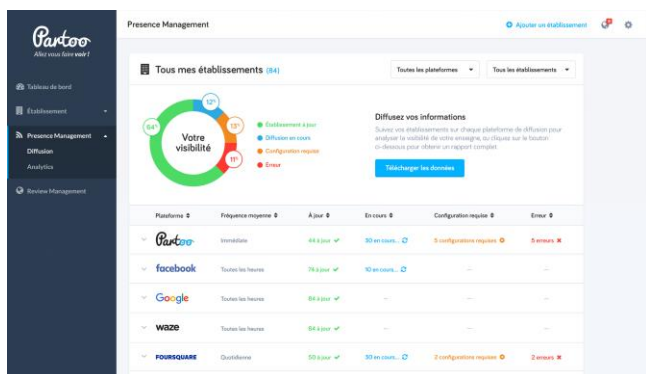 Partoo
Allez vous faire voir !
Tableau de bord
Établissement
Presence Management
Diffusion
Analytics
Review Management
Presence Management
Ajouter un établissement
Tous mes établissements (84)
Toutes les plateformes
Tous les établissements
Votre
visibilité
64%
12%
13%
11%
Établissement à jour
Diffusion en cours
Configuration requise
Erreur
Diffusez vos informations
Suivez vos établissements sur chaque plateforme de diffusion pour
analyser la visibilité de votre enseigne, ou cliquez sur le bouton
ci-dessous pour obtenir un rapport complet.
Télécharger les données
Plateforme Fréquence moyenne À jour En cours Configuration requise Erreur
Partoo Immédiate 44 à jour 30 en cours... 5 configurations requises 5 erreurs
facebook Toutes les heures 74 à jour 10 en cours... -- --
Google Toutes les heures 84 à jour -- -- --
waze Toutes les heures 84 à jour -- -- --
FOURSQUARE Quotidienne 50 à jour 30 en cours... 2 configurations requises 2 erreurs